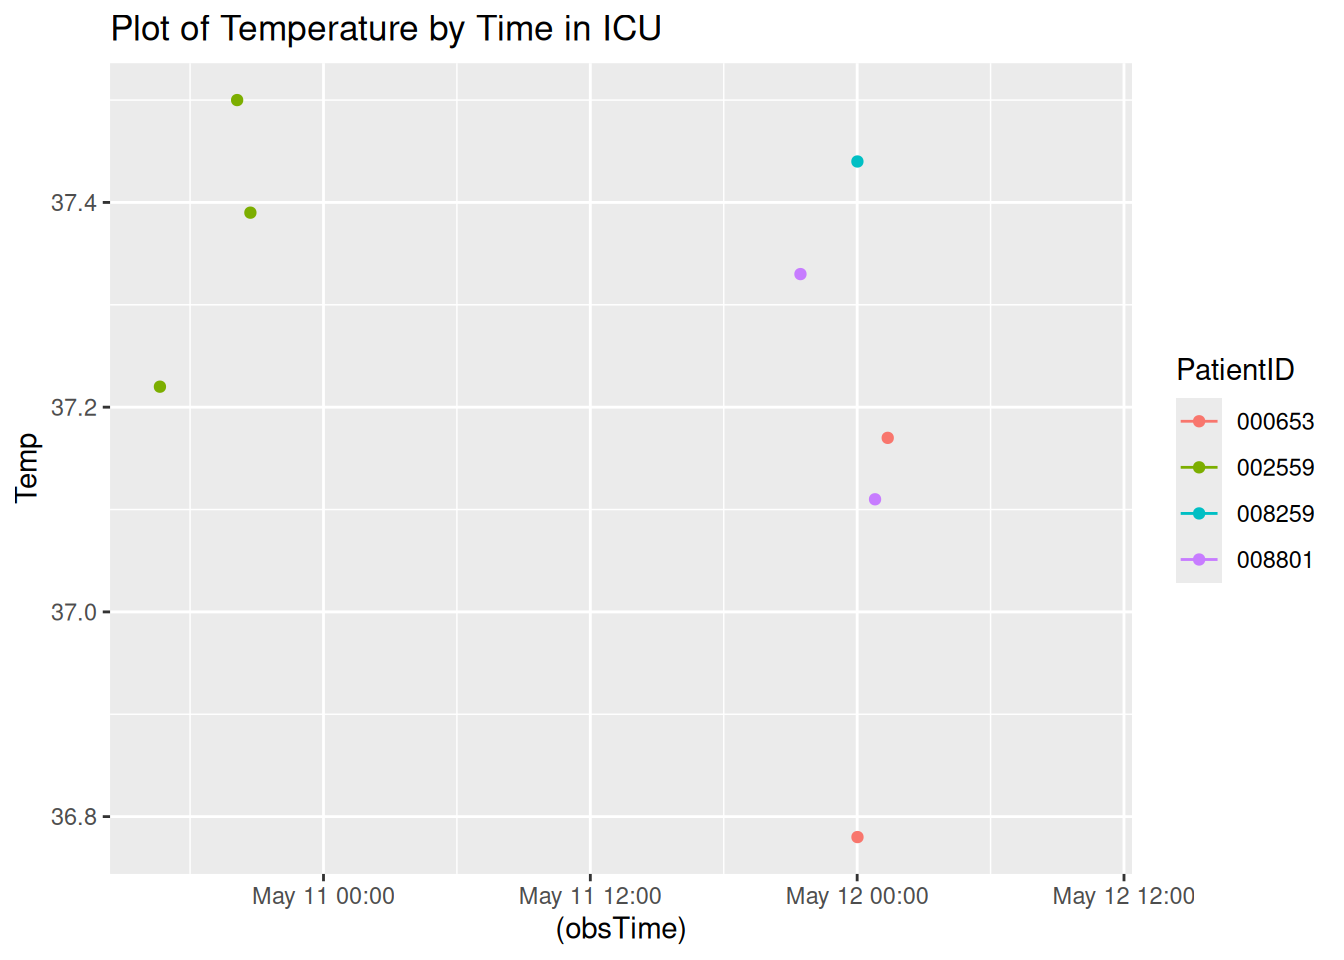 Plot of Temperature by Time in ICU
Temp
37.4
37.2
37.0
36.8
May 11 00:00
May 11 12:00
May 12 00:00
May 12 12:00
(obsTime)
PatientID
000653
002559
008259
008801